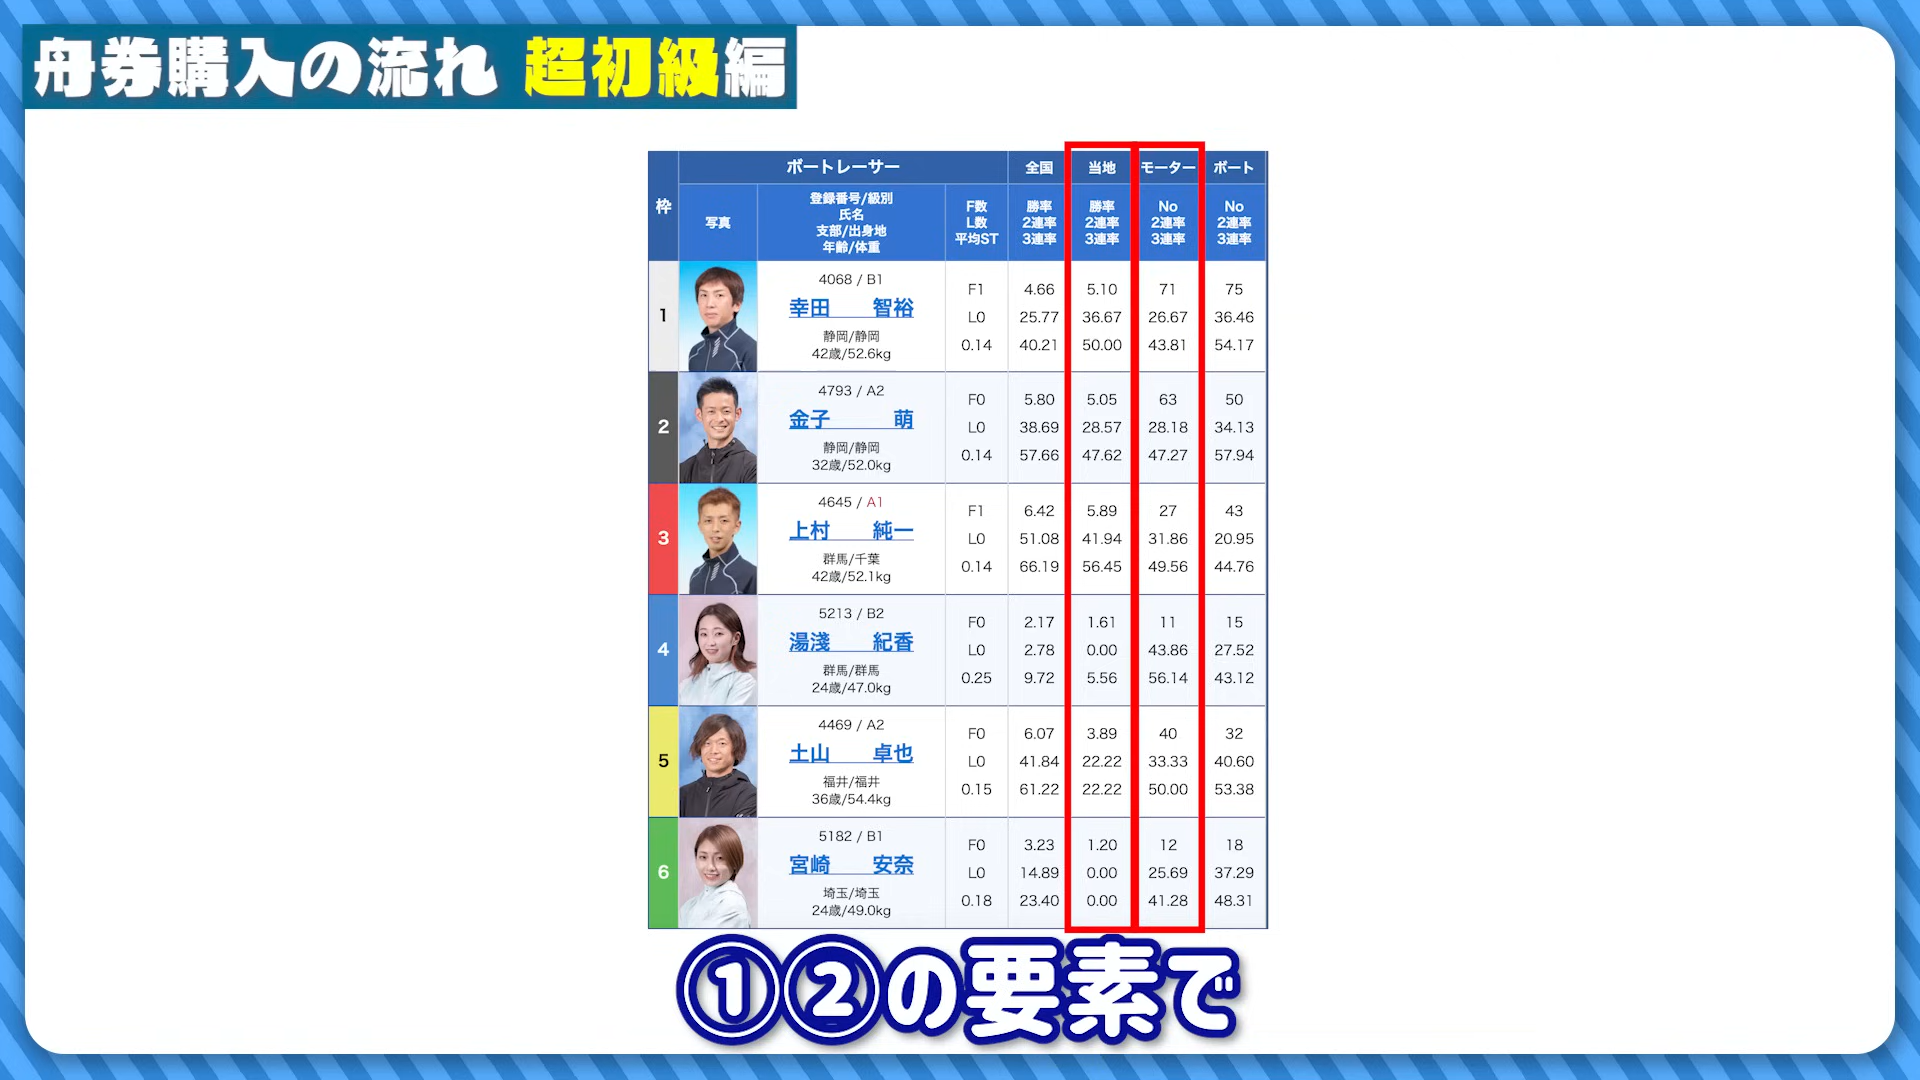 舟券購入の流れ 超初級編
枠 ボートレーサー 全国 当地 モーター ボート
写真 登録番号/級別 氏名 支部/出身地 年齢/体重 F数 L数 平均ST 勝率 2連率 3連率 勝率 2連率 3連率 No 2連率 3連率 No 2連率 3連率
4068 / B1
1 幸田 智裕 F1 4.66 5.10 71 75
静岡/静岡 L0 25.77 36.67 26.67 36.46
42歳/52.6kg 0.14 40.21 50.00 43.81 54.17
4793 / A2
2 金子 萌 F0 5.80 5.05 63 50
静岡/静岡 L0 38.69 28.57 28.18 34.13
32歳/52.0kg 0.14 57.66 47.62 47.27 57.94
4645 / A1
3 上村 純一 F1 6.42 5.89 27 43
群馬/千葉 L0 51.08 41.94 31.86 20.95
42歳/52.1kg 0.14 66.19 56.45 49.56 44.76
5213 / B2
4 湯淺 紀香 F0 2.17 1.61 11 15
群馬/群馬 L0 2.78 0.00 43.86 27.52
24歳/47.0kg 0.25 9.72 5.56 56.14 43.12
4469 / A2
5 土山 卓也 F0 6.07 3.89 40 32
福井/福井 L0 41.84 22.22 33.33 40.60
36歳/54.4kg 0.15 61.22 22.22 50.00 53.38
5182 / B1
6 宮崎 安奈 F0 3.23 1.20 12 18
埼玉/埼玉 L0 14.89 0.00 25.69 37.29
24歳/49.0kg 0.18 23.40 0.00 41.28 48.31
①②の要素で